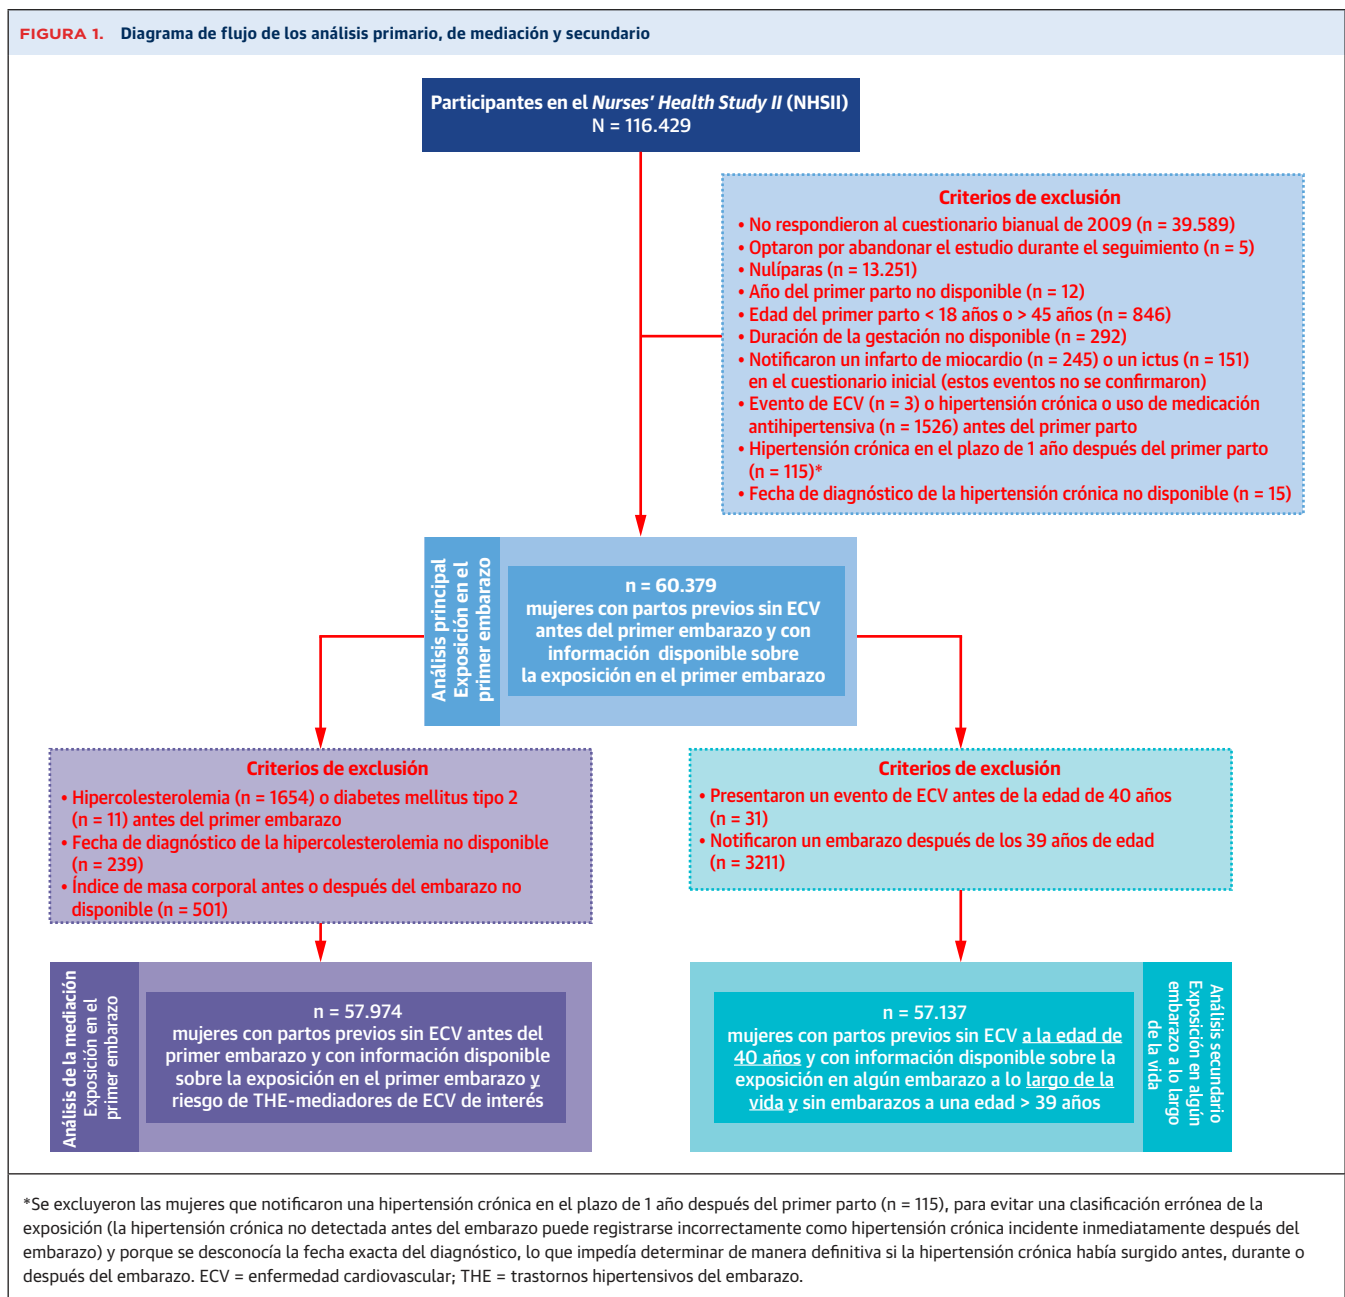 FIGURA 1. Diagrama de flujo de los análisis primario, de mediación y secundario
Participantes en el Nurses' Health Study II (NHSII)
N = 116.429
Criterios de exclusión
• No respondieron al cuestionario bianual de 2009 (n = 39.589)
• Optaron por abandonar el estudio durante el seguimiento (n = 5)
• Nulíparas (n = 13.251)
• Año del primer parto no disponible (n = 12)
• Edad del primer parto < 18 años o > 45 años (n = 846)
• Duración de la gestación no disponible (n = 292)
• Notificaron un infarto de miocardio (n = 245) o un ictus (n = 151)
en el cuestionario inicial (estos eventos no se confirmaron)
• Evento de ECV (n = 3) o hipertensión crónica o uso de medicación
antihipertensiva (n = 1526) antes del primer parto
• Hipertensión crónica en el plazo de 1 año después del primer parto
(n = 115)*
• Fecha de diagnóstico de la hipertensión crónica no disponible (n = 15)
Análisis principal
Exposición en el
primer embarazo
n = 60.379
mujeres con partos previos sin ECV
antes del primer embarazo y con
información disponible sobre
la exposición en el primer embarazo
Criterios de exclusión
• Hipercolesterolemia (n = 1654) o diabetes mellitus tipo 2
(n = 11) antes del primer embarazo
• Fecha de diagnóstico de la hipercolesterolemia no disponible
(n = 239)
• Índice de masa corporal antes o después del embarazo no
disponible (n = 501)
Criterios de exclusión
• Presentaron un evento de ECV antes de la edad de 40 años
(n = 31)
• Notificaron un embarazo después de los 39 años de edad
(n = 3211)
Análisis de la mediación
Exposición en el
primer embarazo
n = 57.974
mujeres con partos previos sin ECV antes del
primer embarazo y con información disponible
sobre la exposición en el primer embarazo y
riesgo de THE-mediadores de ECV de interés
n = 57.137
mujeres con partos previos sin ECV a la edad de
40 años y con información disponible sobre la
exposición en algún embarazo a lo largo de la
vida y sin embarazos a una edad > 39 años
Análisis secundario
Exposición en algún
embarazo a lo largo
de la vida
*Se excluyeron las mujeres que notificaron una hipertensión crónica en el plazo de 1 año después del primer parto (n = 115), para evitar una clasificación errónea de la
exposición (la hipertensión crónica no detectada antes del embarazo puede registrarse incorrectamente como hipertensión crónica incidente inmediatamente después del
embarazo) y porque se desconocía la fecha exacta del diagnóstico, lo que impedía determinar de manera definitiva si la hipertensión crónica había surgido antes, durante o
después del embarazo. ECV = enfermedad cardiovascular; THE = trastornos hipertensivos del embarazo.